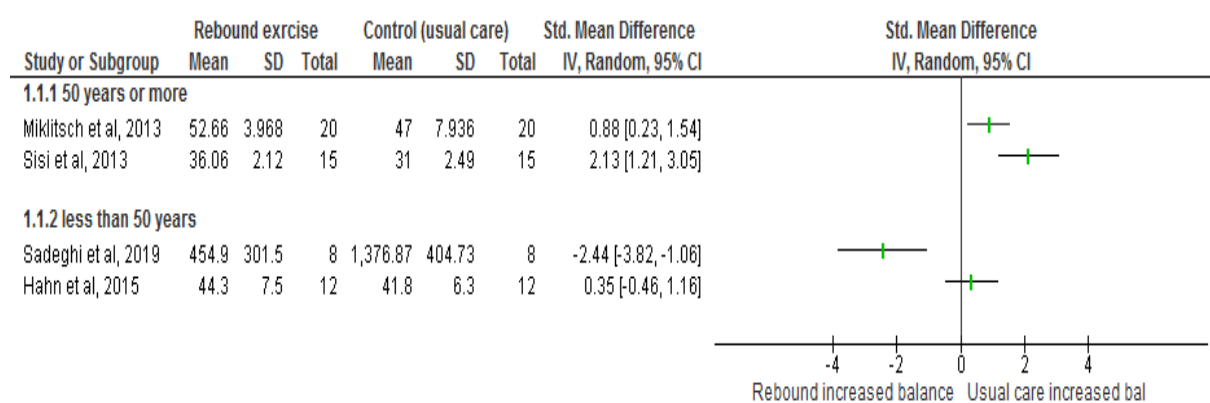 Rebound exrcise Control (usual care) Std. Mean Difference Std. Mean Difference
Study or Subgroup Mean SD Total Mean SD Total IV, Random, 95% CI IV, Random, 95% CI
1.1.1 50 years or more
Miklitsch et al, 2013 52.66 3.968 20 47 7.936 20 0.88 [0.23, 1.54]
Sisi et al, 2013 36.06 2.12 15 31 2.49 15 2.13 [1.21, 3.05]
1.1.2 less than 50 years
Sadeghi et al, 2019 454.9 301.5 8 1,376.87 404.73 8 -2.44 [-3.82, -1.06]
Hahn et al, 2015 44.3 7.5 12 41.8 6.3 12 0.35 [-0.46, 1.16]
-4 -2 0 2 4
Rebound increased balance Usual care increased bal